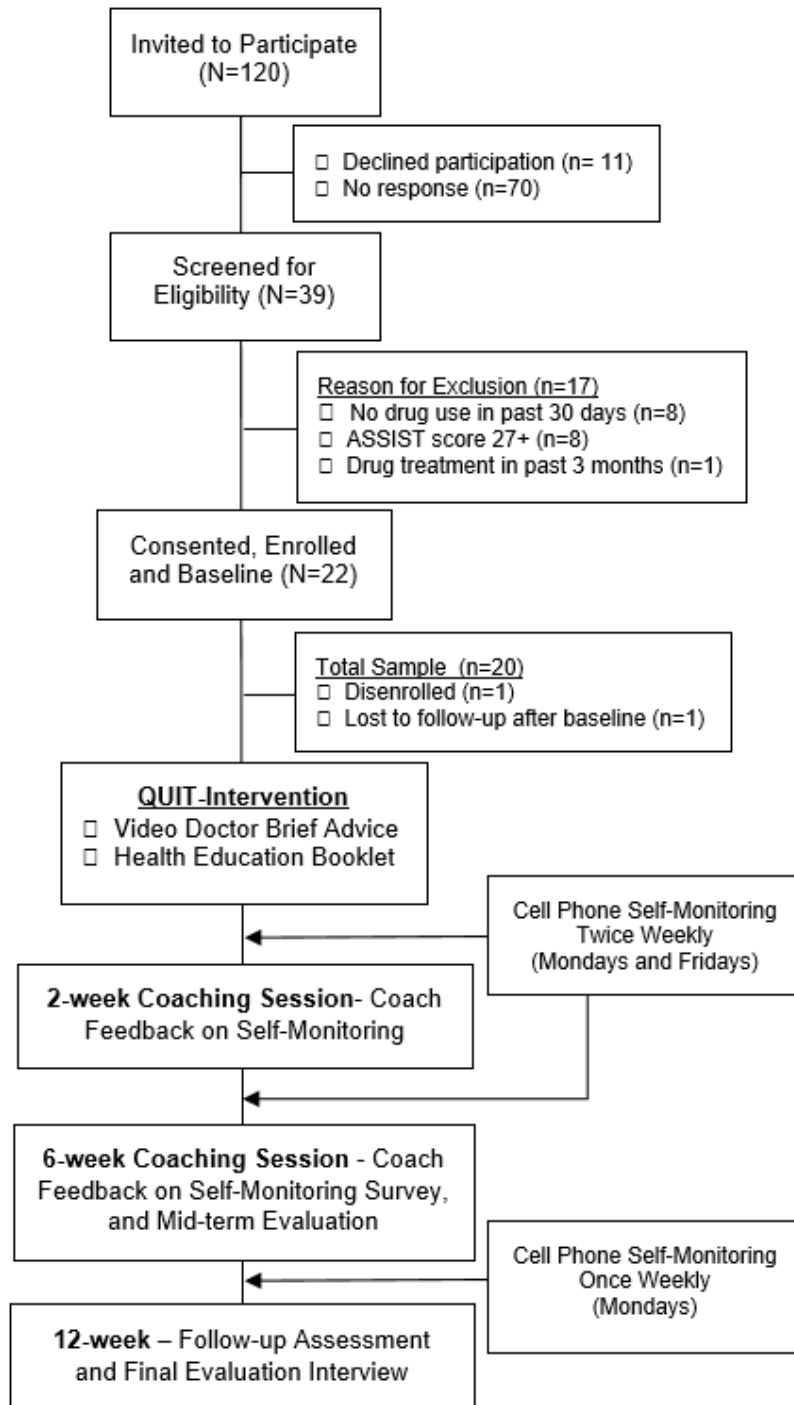 Invited to Participate
(N=120)
□ Declined participation (n= 11)
□ No response (n=70)
Screened for
Eligibility (N=39)
Reason for Exclusion (n=17)
□ No drug use in past 30 days (n=8)
□ ASSIST score 27+ (n=8)
□ Drug treatment in past 3 months (n=1)
Consented, Enrolled
and Baseline (N=22)
Total Sample (n=20)
□ Disenrolled (n=1)
□ Lost to follow-up after baseline (n=1)
QUIT-Intervention
□ Video Doctor Brief Advice
□ Health Education Booklet
Cell Phone Self-Monitoring
Twice Weekly
(Mondays and Fridays)
2-week Coaching Session- Coach
Feedback on Self-Monitoring
6-week Coaching Session - Coach
Feedback on Self-Monitoring Survey,
and Mid-term Evaluation
Cell Phone Self-Monitoring
Once Weekly
(Mondays)
12-week – Follow-up Assessment
and Final Evaluation Interview